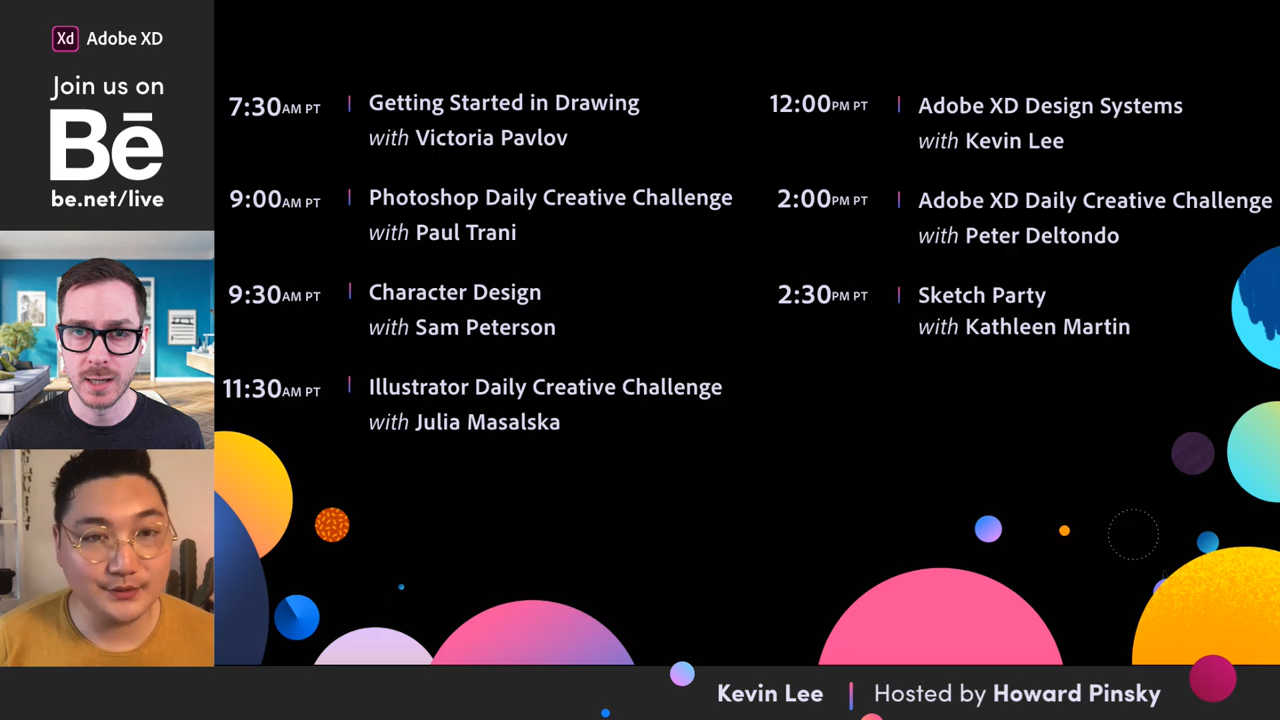 Xd Adobe XD
Join us on
Bē
be.net/live
7:30AM PT
Getting Started in Drawing
with Victoria Pavlov
9:00AM PT
Photoshop Daily Creative Challenge
with Paul Trani
9:30AM PT
Character Design
with Sam Peterson
11:30AM PT
Illustrator Daily Creative Challenge
with Julia Masalska
12:00PM PT
Adobe XD Design Systems
with Kevin Lee
2:00PM PT
Adobe XD Daily Creative Challenge
with Peter Deltondo
2:30PM PT
Sketch Party
with Kathleen Martin
Kevin Lee | Hosted by Howard Pinsky